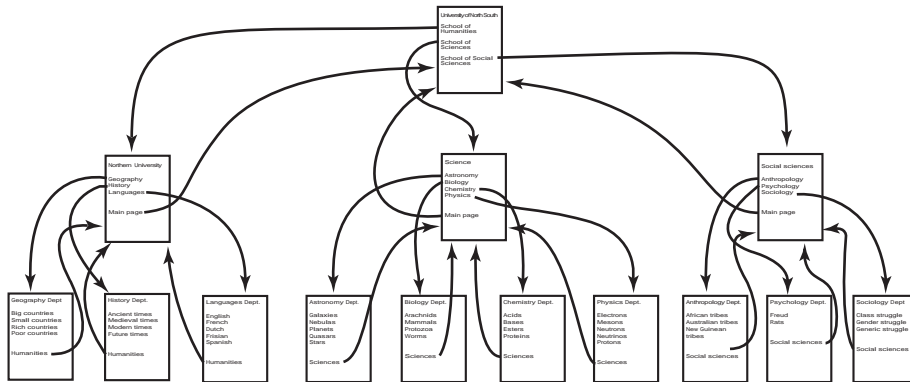 University of North South
School of
Humanities
School of
Sciences
School of Social
Sciences
Northern University
Geography
History
Languages
Main page
Science
Astronomy
Biology
Chemistry
Physics
Main page
Social sciences
Anthropology
Psychology
Sociology
Main page
Geography Dept
Big countries
Small countries
Rich countries
Poor countries
Humanities
History Dept.
Ancient times
Medieval times
Modern times
Future times
Humanities
Languages Dept.
English
French
Dutch
Frisian
Spanish
Humanities
Astronomy Dept.
Galaxies
Nebulas
Planets
Quasars
Stars
Sciences
Biology Dept.
Arachnids
Mammals
Protozoa
Worms
Sciences
Chemistry Dept.
Acids
Bases
Esters
Proteins
Sciences
Physics Dept.
Electrons
Mesons
Neutrons
Neutrinos
Protons
Sciences
Anthropology Dept.
African tribes
Australian tribes
New Guinean
tribes
Social sciences
Psychology Dept.
Freud
Rats
Social sciences
Sociology Dept
Class struggle
Gender struggle
Generic struggle
Social sciences